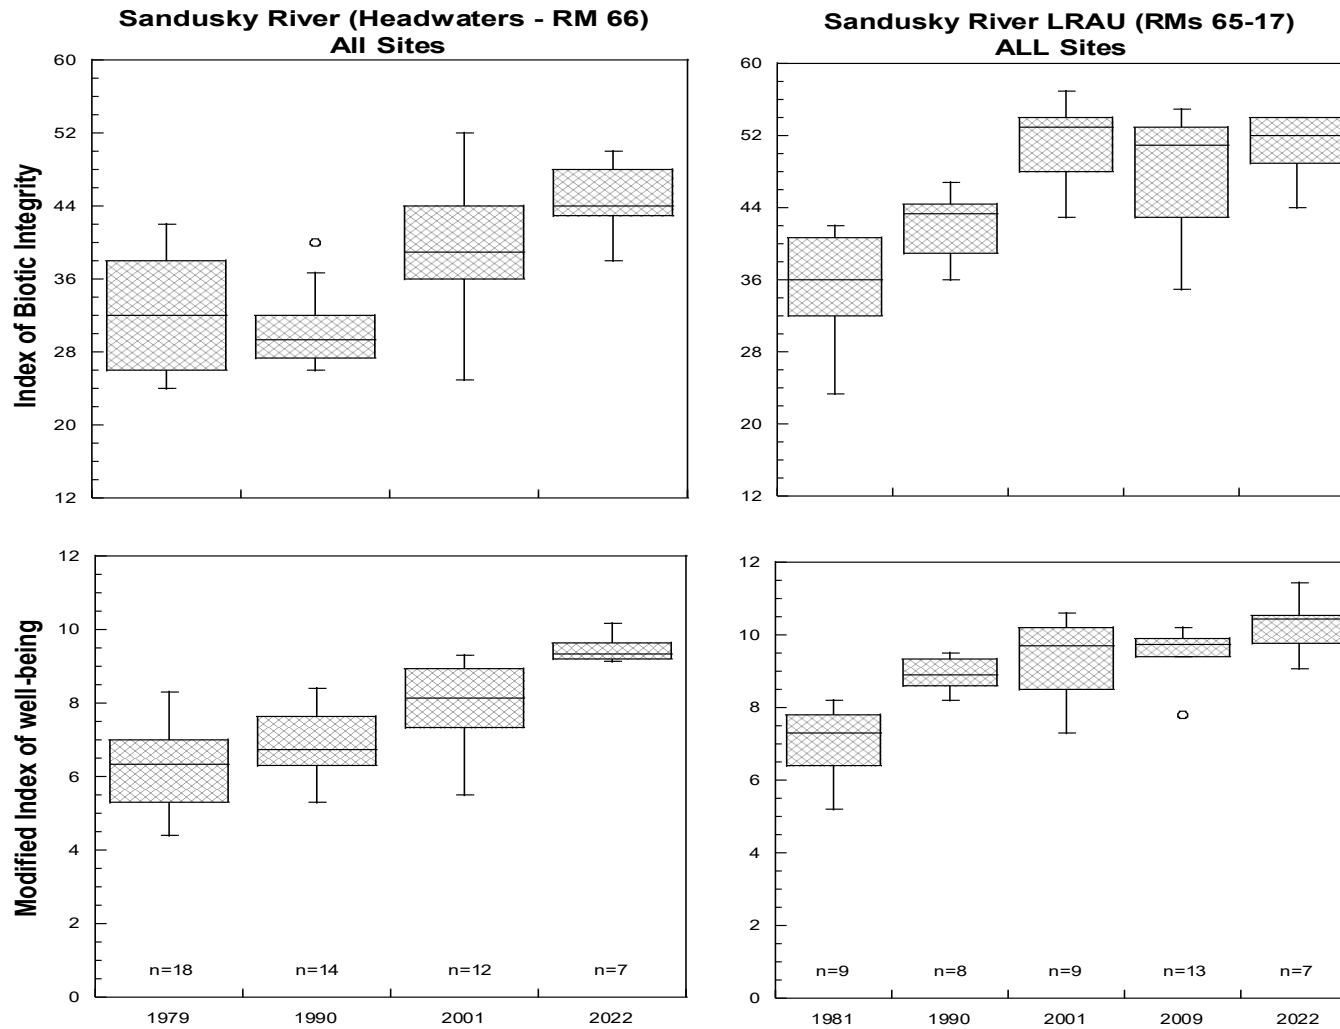 Sandusky River (Headwaters - RM 66)
All Sites
Sandusky River LRAU (RMs 65-17)
ALL Sites
Index of Biotic Integrity
60
52
44
36
28
20
12
60
52
44
36
28
20
12
Modified Index of well-being
12
10
8
6
4
2
0
n=18 n=14 n=12 n=7
1979 1990 2001 2022
12
10
8
6
4
2
0
n=9 n=8 n=9 n=13 n=7
1981 1990 2001 2009 2022